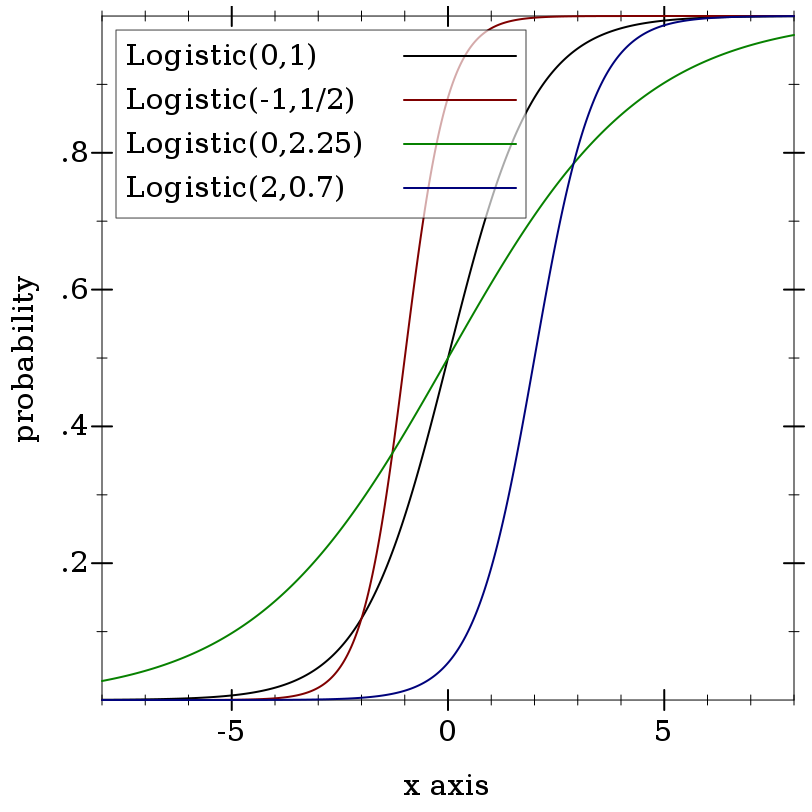 Logistic(0,1)
Logistic(-1,1/2)
Logistic(0,2.25)
Logistic(2,0.7)
.8
.6
.4
.2
probability
-5 0 5
x axis